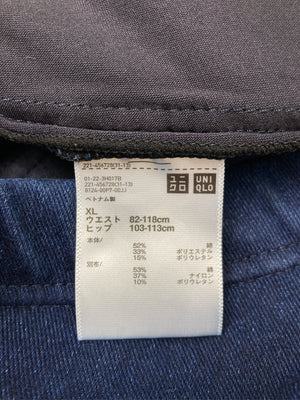 221-456728(31-13)
01-22-3H017B
221-456728(31-13)
8124-00P7-00JJ
ユニ
クロ
UNI
QLO
ベトナム製
XL
ウエスト 82-118cm
ヒップ 103-113cm
本体/
52% 綿
33% ポリエステル
15% ポリウレタン
別布/
53% 綿
37% ナイロン
10% ポリウレタン